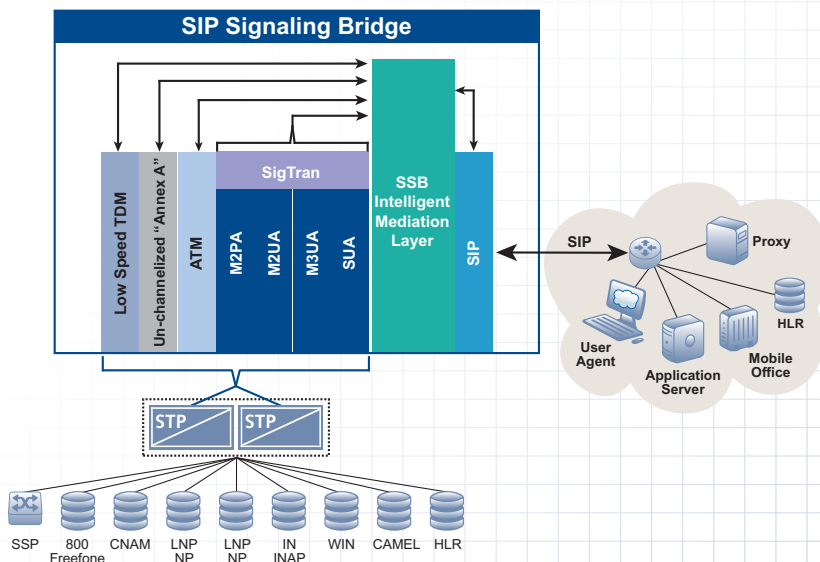 SIP Signaling Bridge
Low Speed TDM
Un-channelized "Annex A"
ATM
SigTran
M2PA
M2UA
M3UA
SUA
SSB
Intelligent
Mediation
Layer
SIP
SIP
Proxy
HLR
User
Agent
Application
Server
Mobile
Office
STP
STP
SSP
800
Freefone
CNAM
LNP
NP
LNP
NP
IN
INAP
WIN
CAMEL
HLR